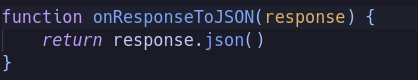 function onResponseToJSON(response) {
    return response.json()
}